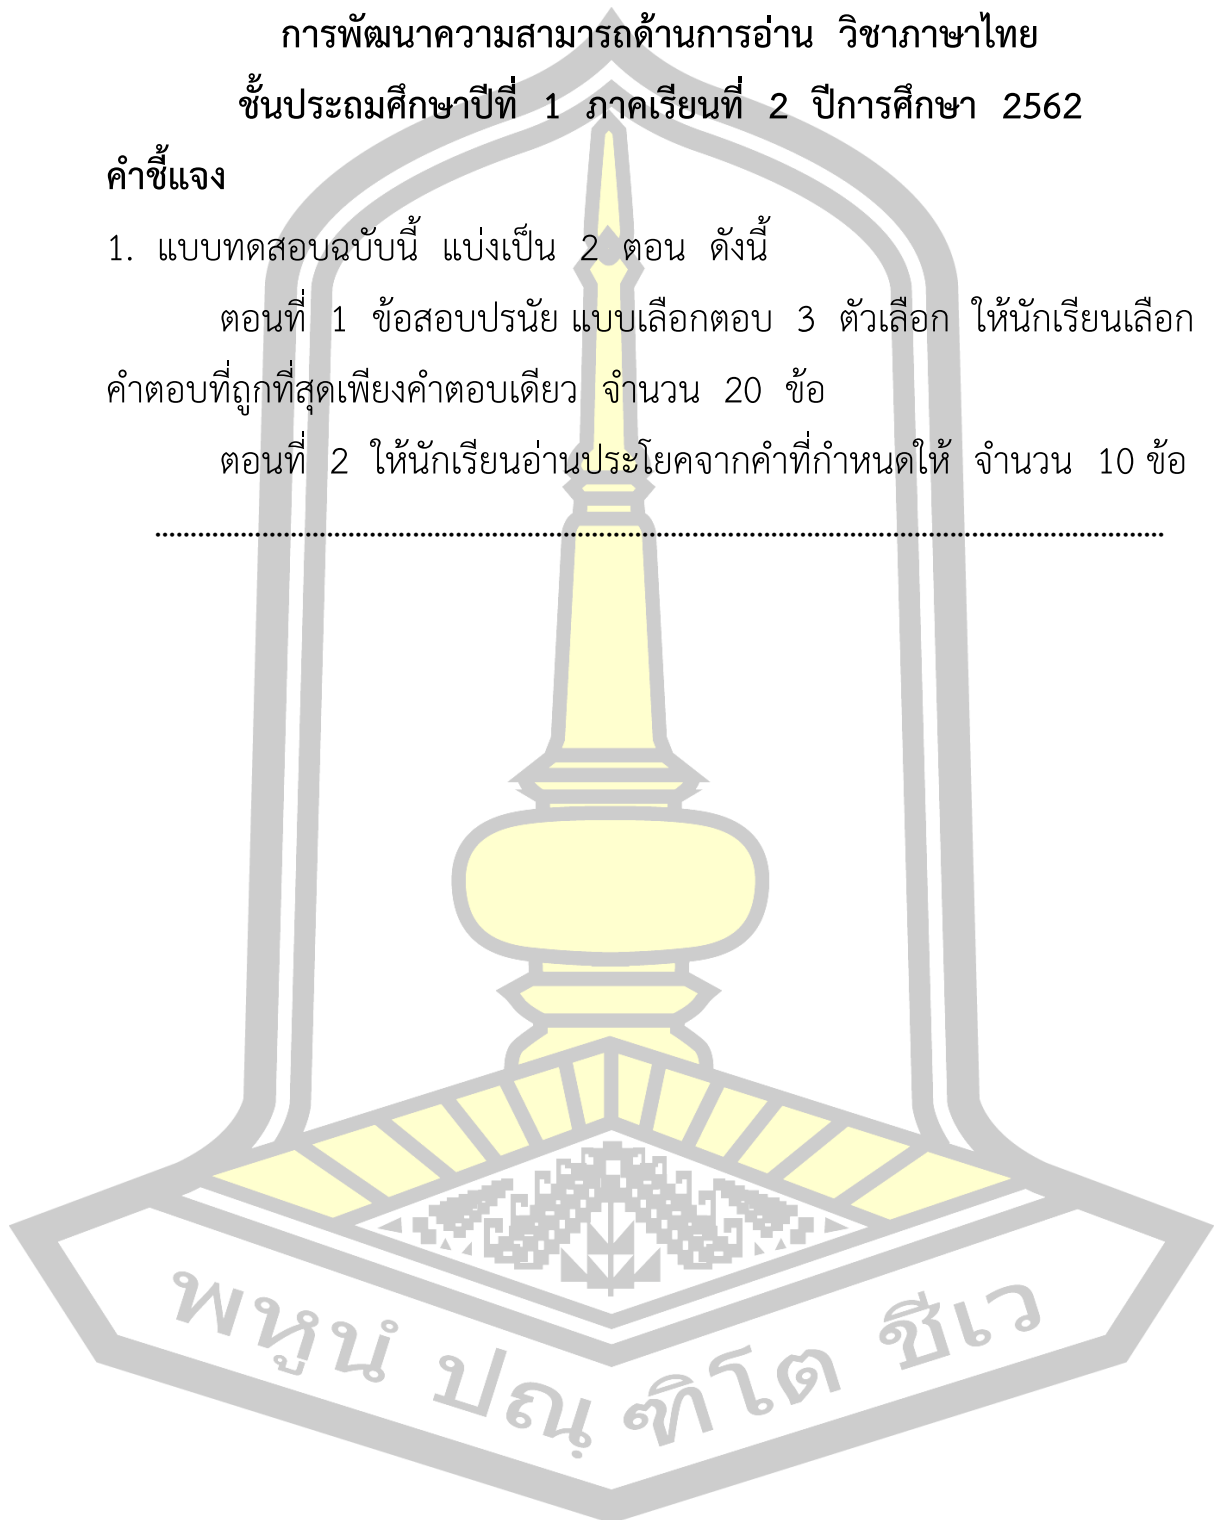 การพัฒนาความสามารถด้านการอ่าน วิชาภาษาไทย
ชั้นประถมศึกษาปีที่ 1 ภาคเรียนที่ 2 ปีการศึกษา 2562
คำชี้แจง
1. แบบทดสอบฉบับนี้ แบ่งเป็น 2 ตอน ดังนี้
ตอนที่ 1 ข้อสอบปรนัย แบบเลือกตอบ 3 ตัวเลือก ให้นักเรียนเลือก
คำตอบที่ถูกที่สุดเพียงคำตอบเดียว จำนวน 20 ข้อ
ตอนที่ 2 ให้นักเรียนอ่านประโยคจากคำที่กำหนดให้ จำนวน 10 ข้อ
พหูนํ ปณฺฑิโต ชีเว